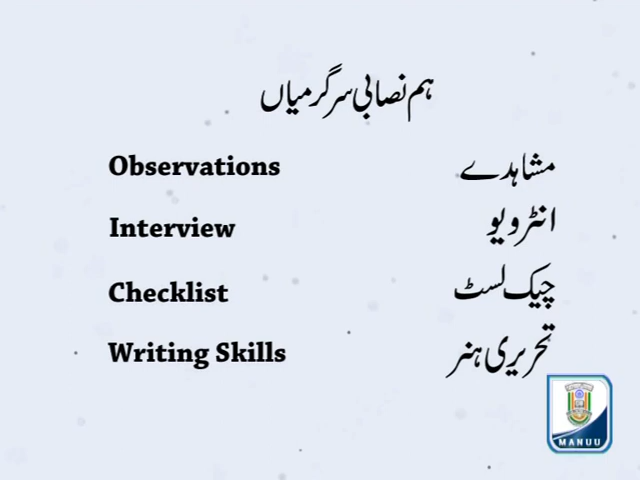 ہم نصابی سرگرمیاں
Observations مشاہدے
Interview انٹرویو
Checklist چیک لسٹ
Writing Skills تحریری ہنر
MANUU